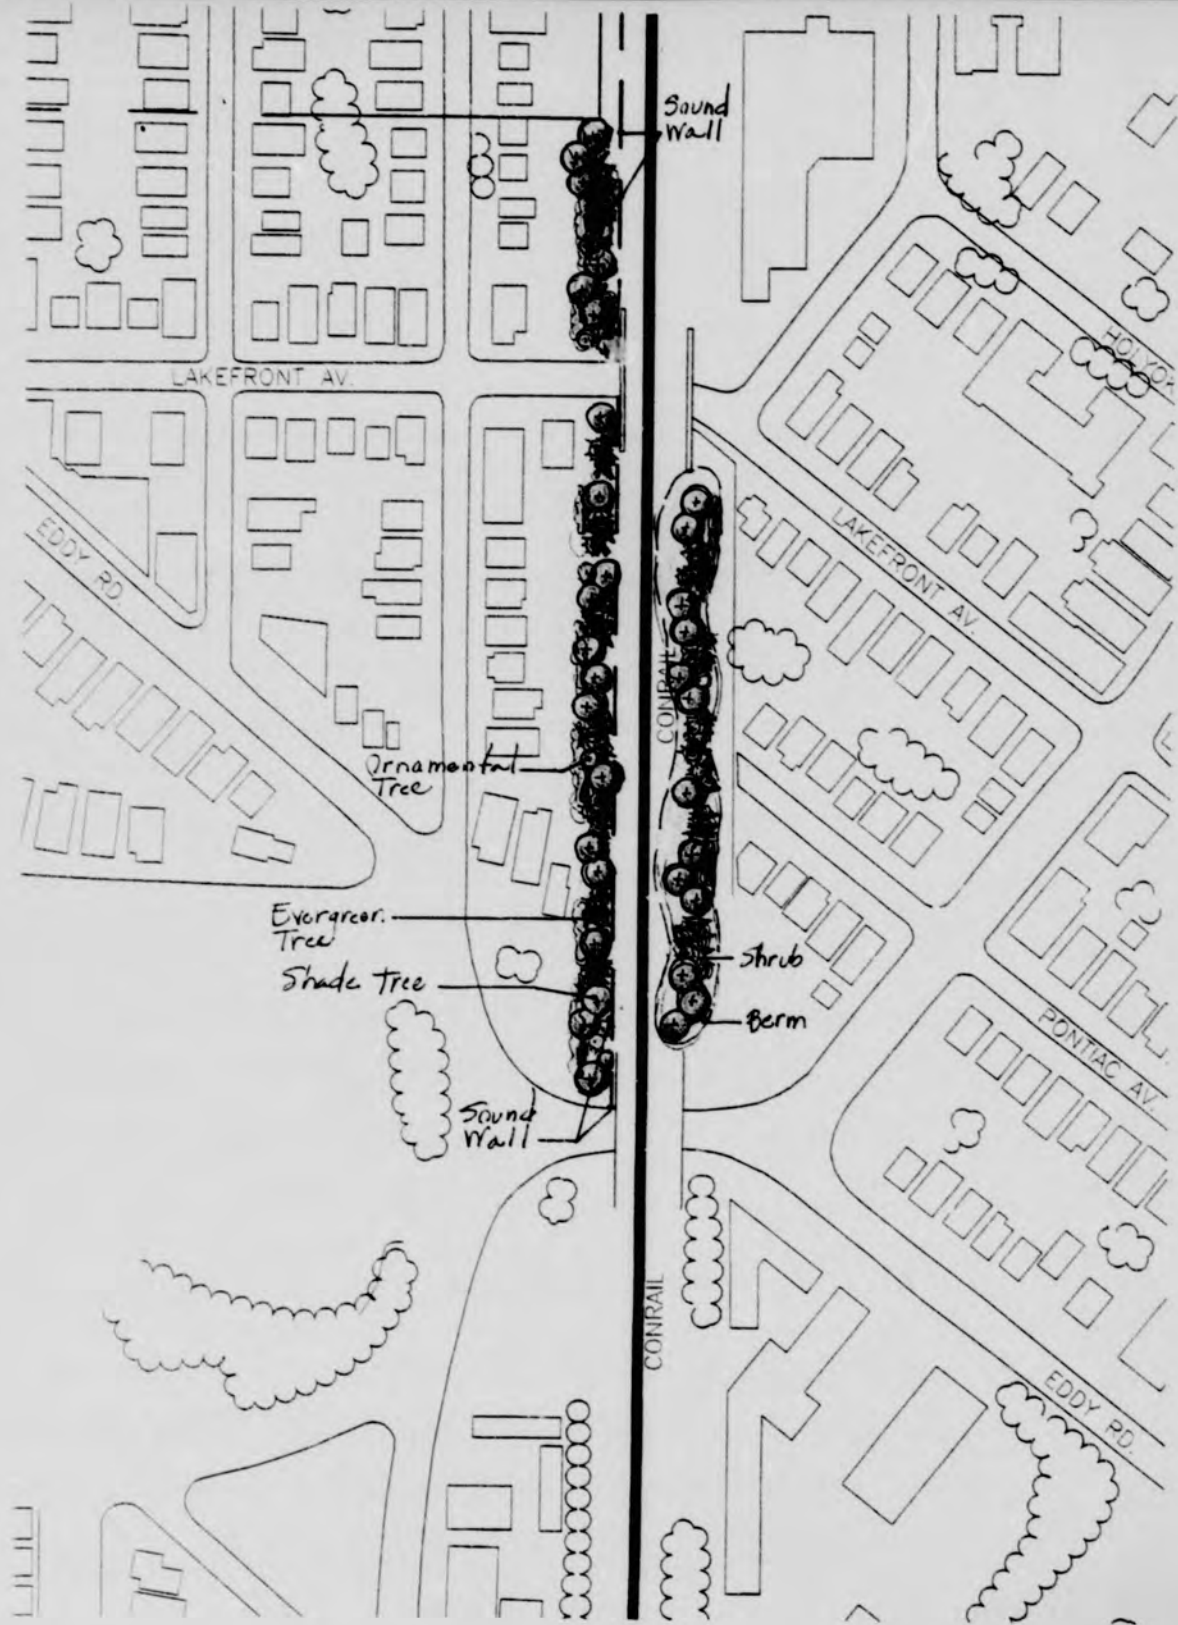 Sound
Wall
LAKEFRONT AV.
EDDY RD.
LAKEFRONT AV.
CONRAIL
Ornamental
Tree
Evergreen
Tree
Shade Tree
Shrub
Berm
PONTIAC AV.
Sound
Wall
CONRAIL
EDDY RD.